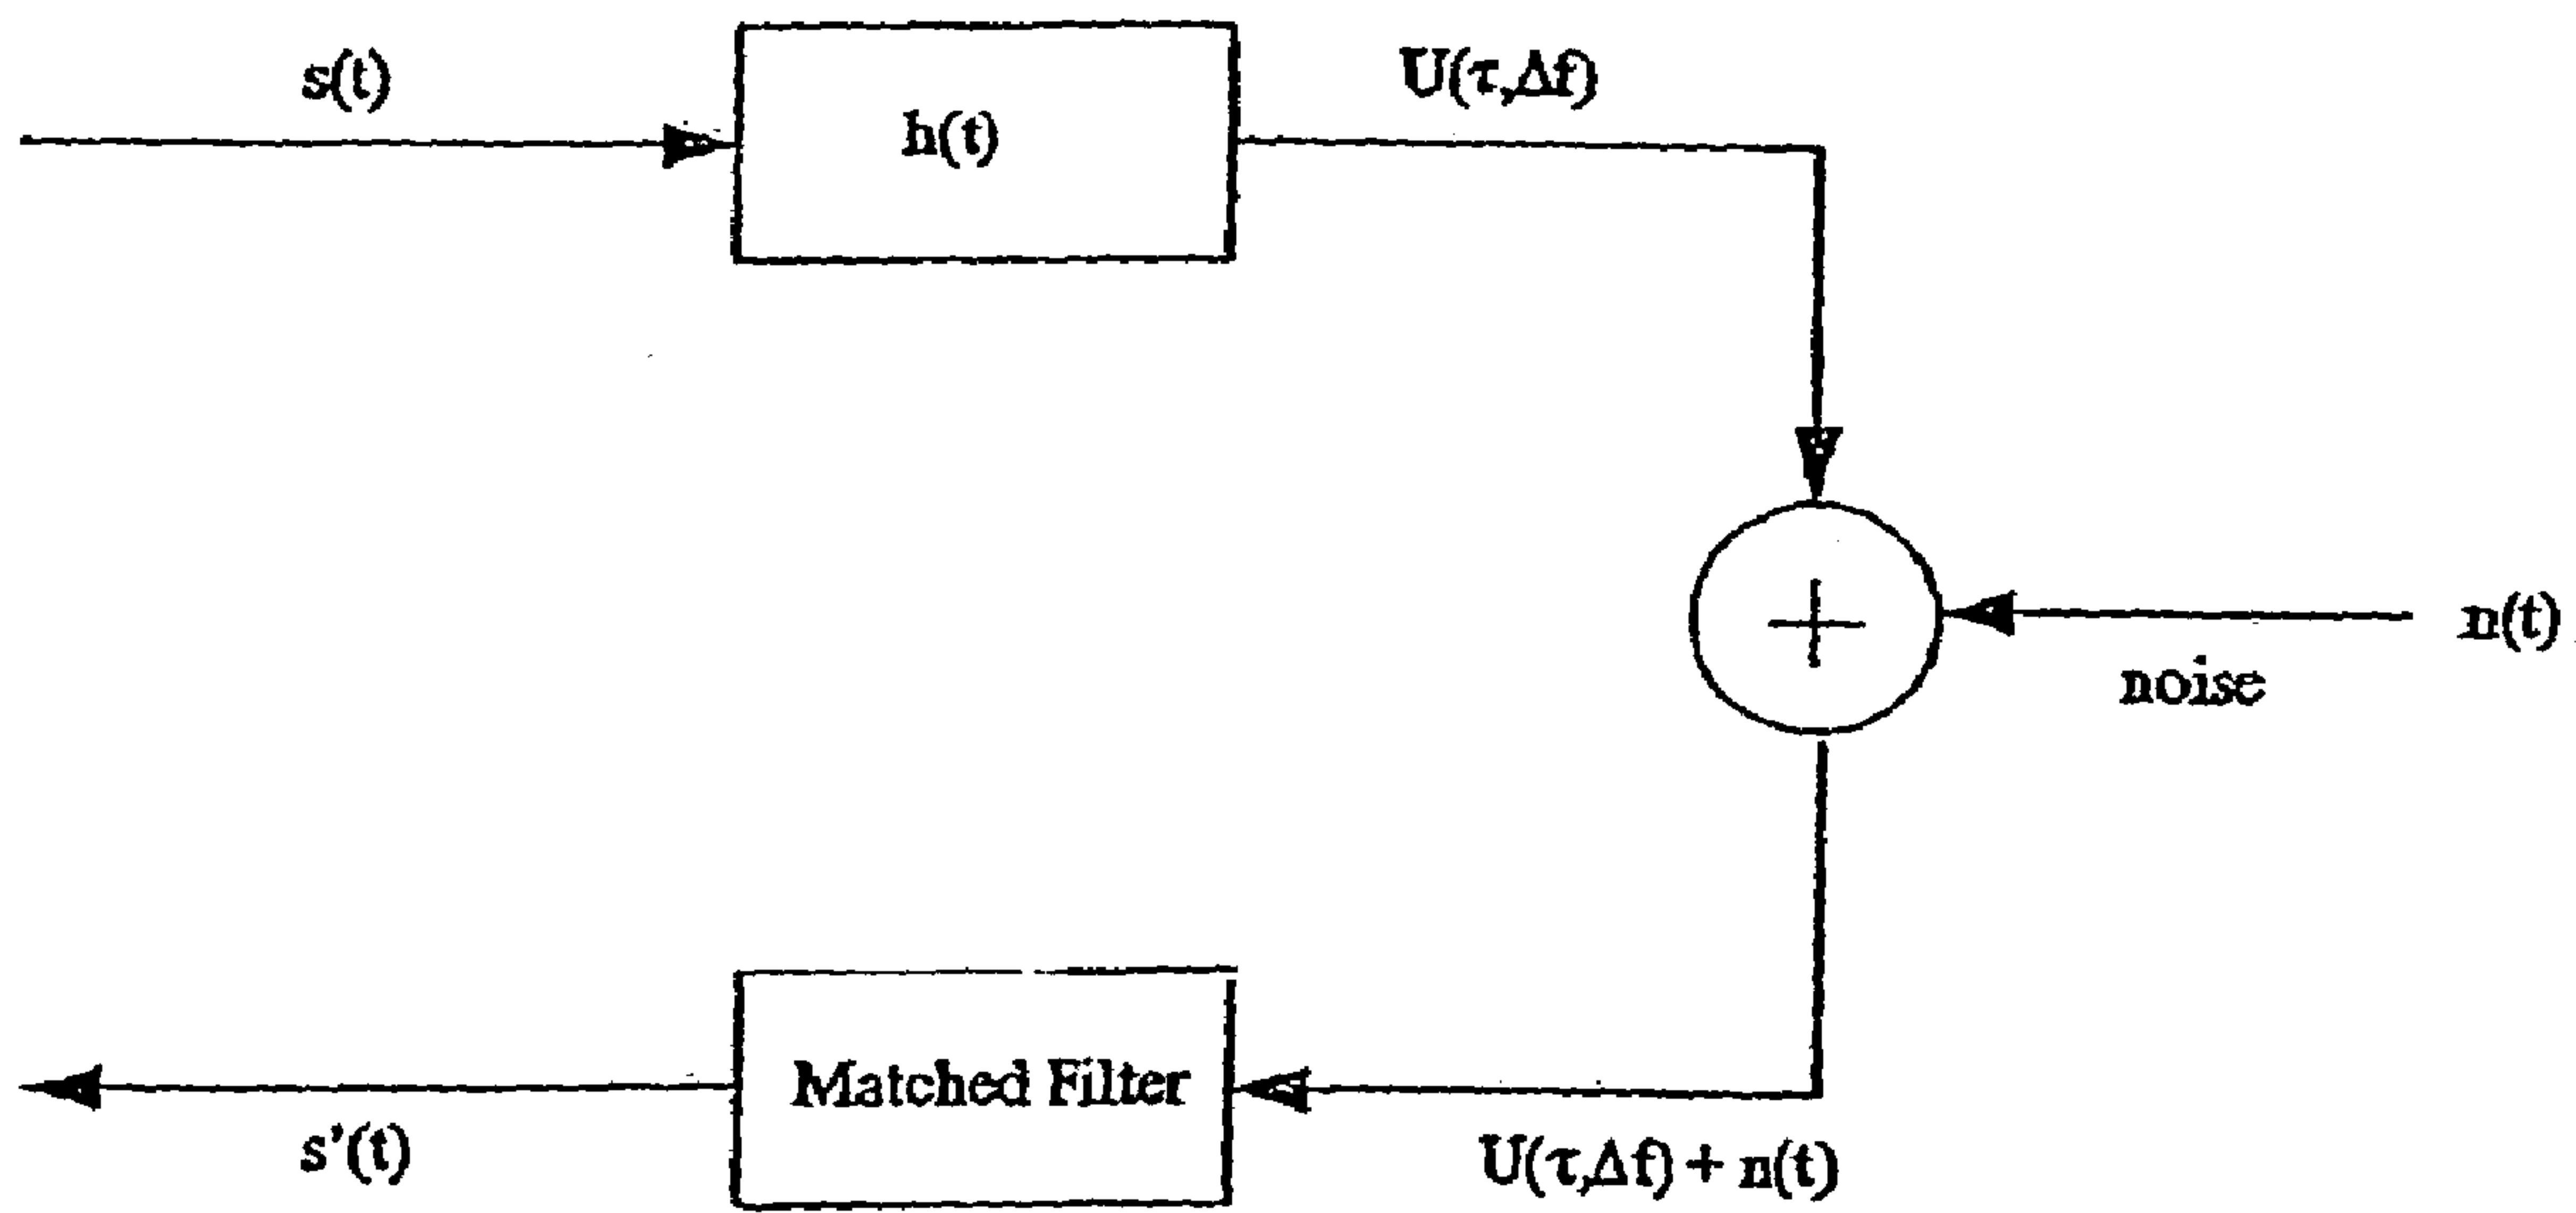 s(t)
h(t)
U(τ,Δf)
+
n(t)
noise
Matched Filter
s'(t)
U(τ,Δf) + n(t)